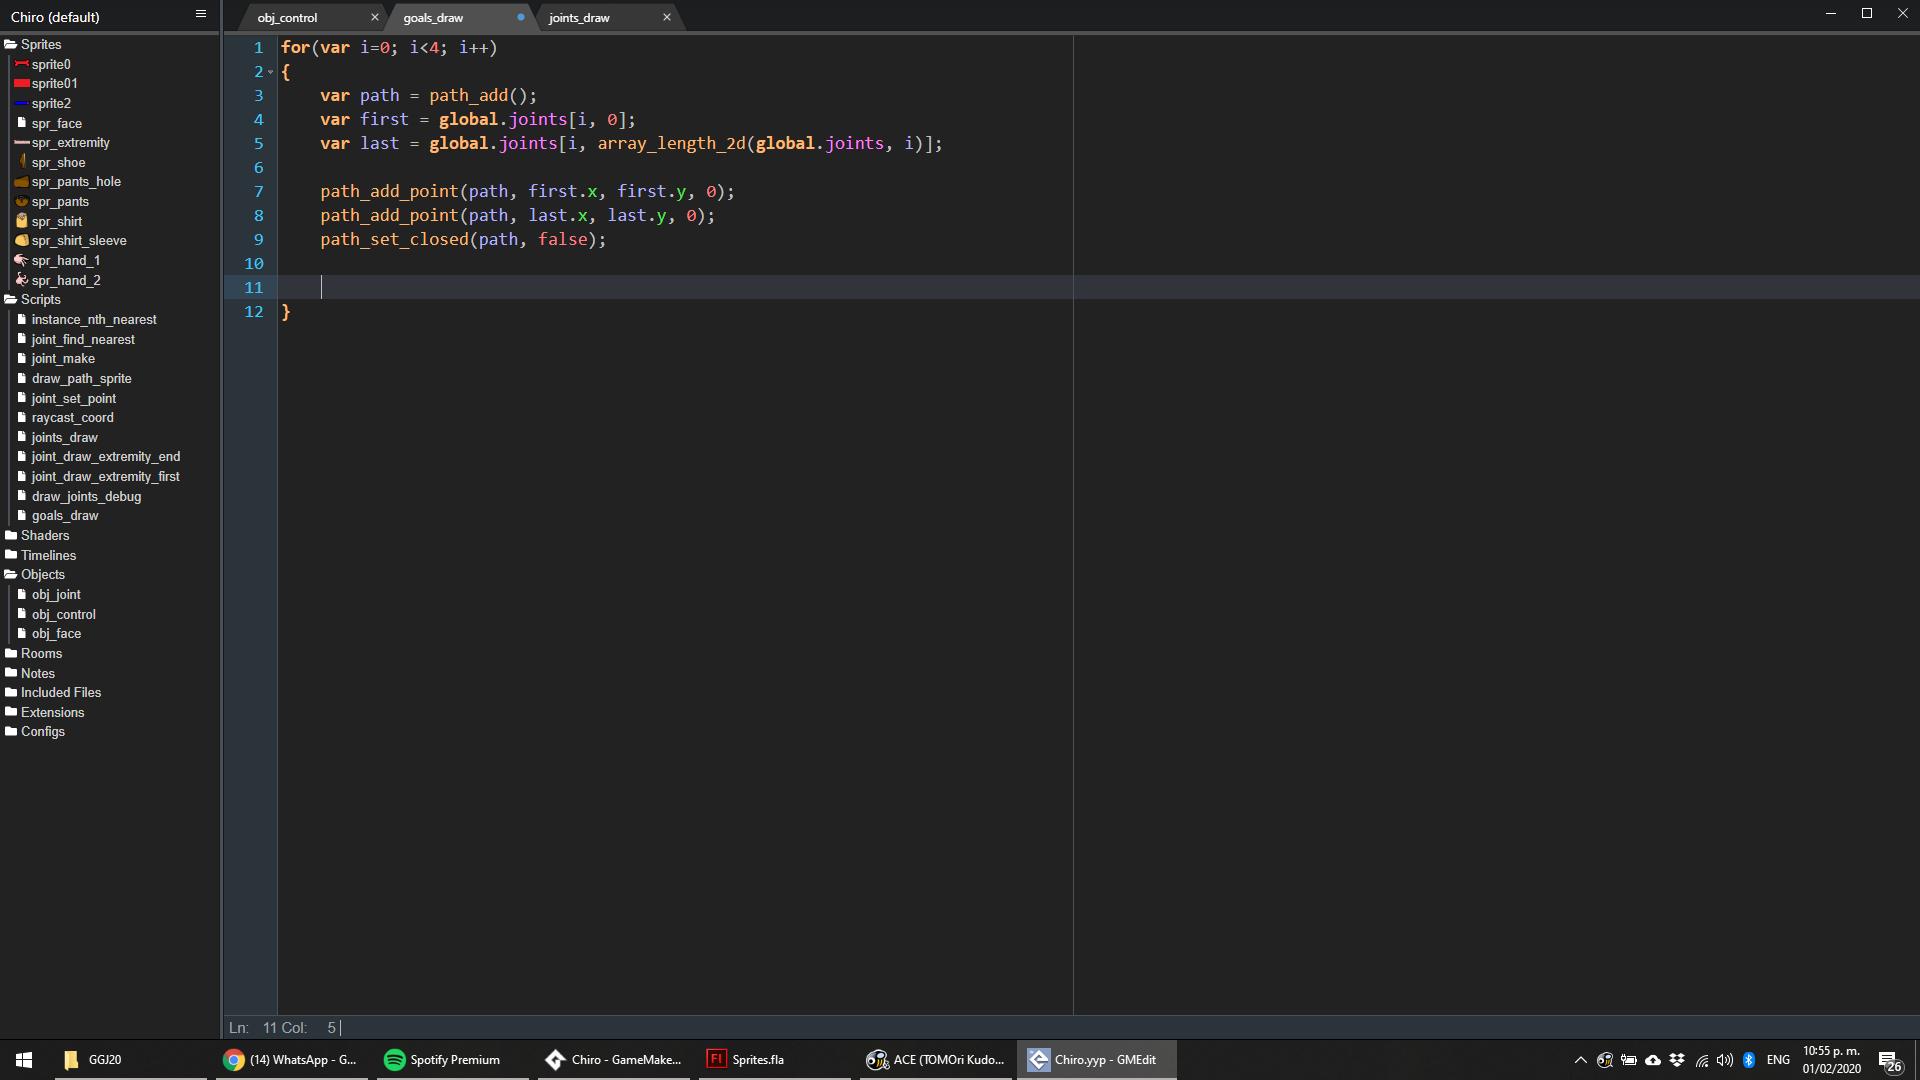 Chiro (default)
obj_control
goals_draw
joints_draw
Sprites
sprite0
sprite01
sprite2
spr_face
spr_extremity
spr_shoe
spr_pants_hole
spr_pants
spr_shirt
spr_shirt_sleeve
spr_hand_1
spr_hand_2
Scripts
instance_nth_nearest
joint_find_nearest
joint_make
draw_path_sprite
joint_set_point
raycast_coord
joints_draw
joint_draw_extremity_end
joint_draw_extremity_first
draw_joints_debug
goals_draw
Shaders
Timelines
Objects
obj_joint
obj_control
obj_face
Rooms
Notes
Included Files
Extensions
Configs
1 for(var i=0; i<4; i++)
2 {
3 var path = path_add();
4 var first = global.joints[i, 0];
5 var last = global.joints[i, array_length_2d(global.joints, i)];
6
7 path_add_point(path, first.x, first.y, 0);
8 path_add_point(path, last.x, last.y, 0);
9 path_set_closed(path, false);
10
11
12 }
Ln: 11 Col: 5
GGJ20
(14) WhatsApp - G...
Spotify Premium
Chiro - GameMake...
Fl
Sprites.fla
ACE (TOMOri Kudo...
Chiro.yyp - GMEdit
ENG
10:55 p. m.
01/02/2020
26